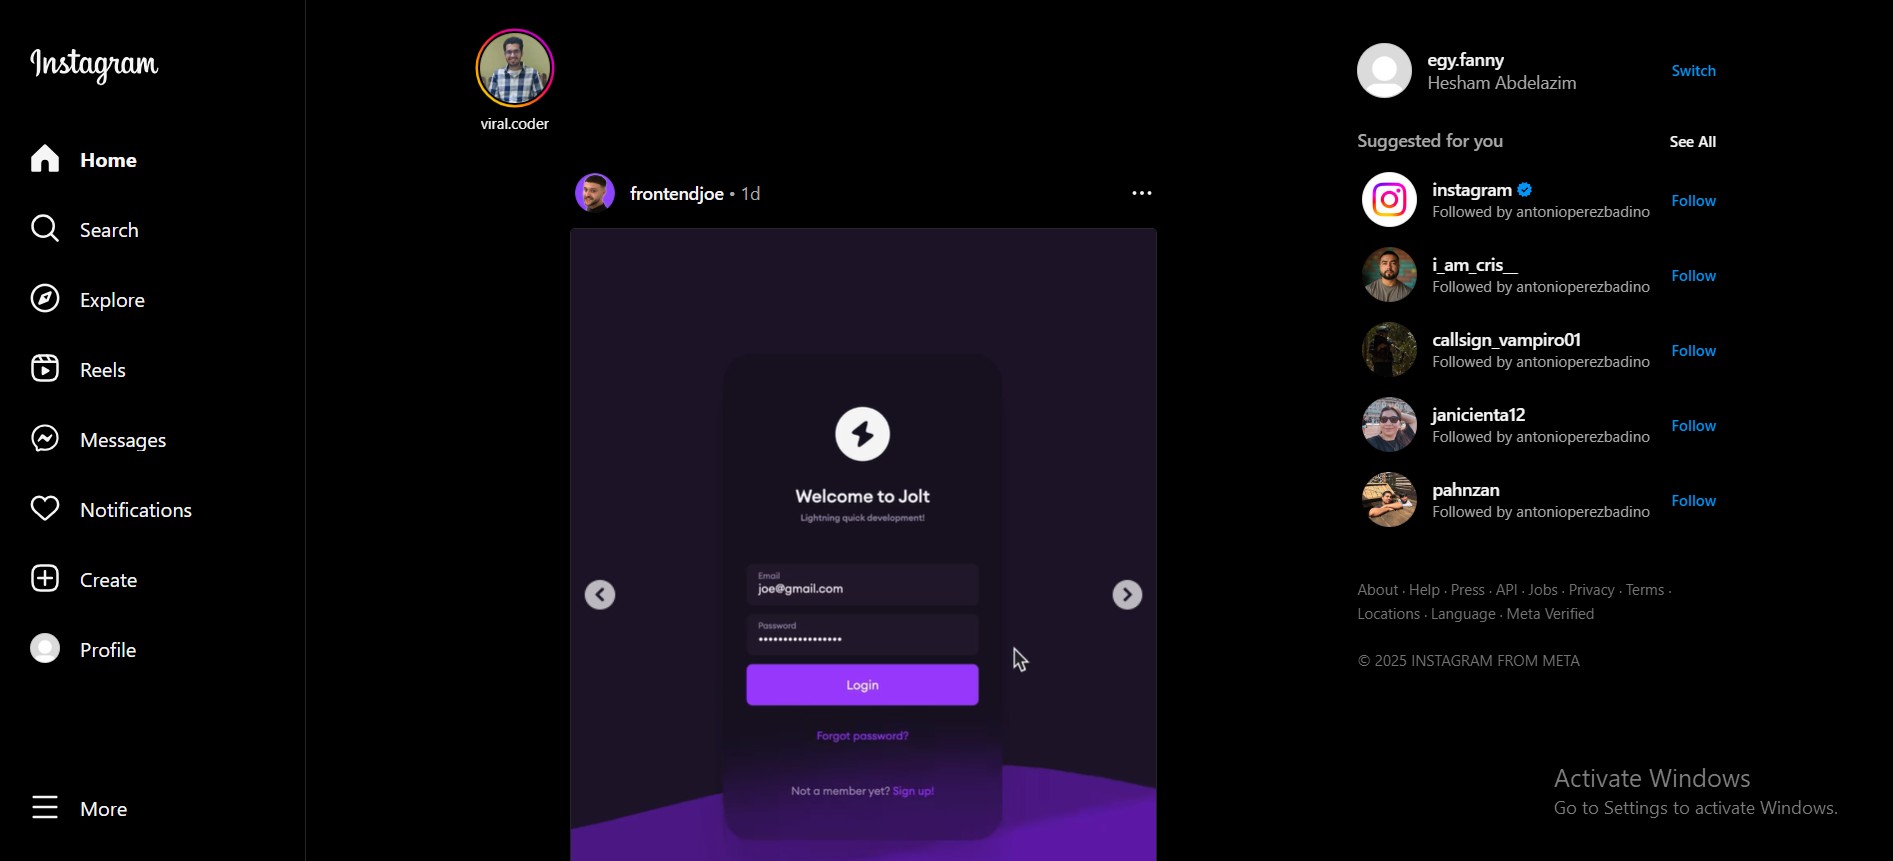 Instagram
Home
Search
Explore
Reels
Messages
Notifications
Create
Profile
More
viral.coder
frontendjoe • 1d
Welcome to Jolt
Lightning quick development!
Email
joe@gmail.com
Password
•••••••••••••••••
Login
Forgot password?
Not a member yet? Sign up!
egy.fanny
Hesham Abdelazim
Switch
Suggested for you
See All
instagram
Followed by antonioperezbadino
Follow
i_am_cris__
Followed by antonioperezbadino
Follow
callsign_vampiro01
Followed by antonioperezbadino
Follow
janicienta12
Followed by antonioperezbadino
Follow
pahnzan
Followed by antonioperezbadino
Follow
About · Help · Press · API · Jobs · Privacy · Terms ·
Locations · Language · Meta Verified
© 2025 INSTAGRAM FROM META
Activate Windows
Go to Settings to activate Windows.